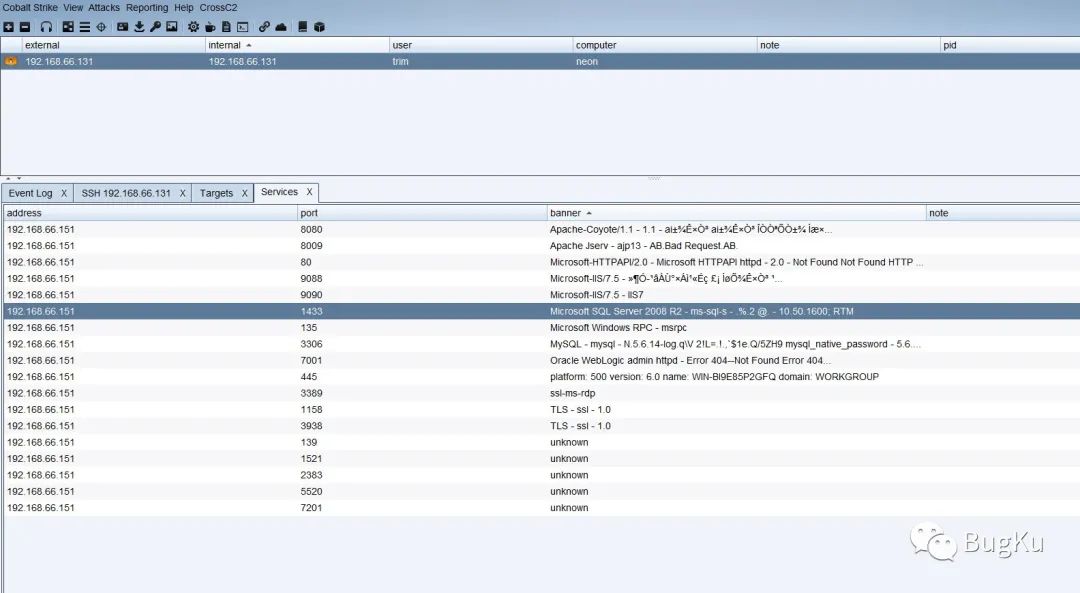 Cobalt Strike View Attacks Reporting Help CrossC2
external internal user computer note pid
192.168.66.131 192.168.66.131 trim neon
Event Log X SSH 192.168.66.131 X Targets X Services X
address port banner note
192.168.66.151 8080 Apache-Coyote/1.1 - 1.1 - ai±¾Ê×Òª ai±¾Ê×Òª ÎÒÒªÕÒ±¾ Íæ×...
192.168.66.151 8009 Apache Jserv - ajp13 - AB.Bad Request.AB.
192.168.66.151 80 Microsoft-HTTPAPI/2.0 - Microsoft HTTPAPI httpd - 2.0 - Not Found Not Found HTTP ...
192.168.66.151 9088 Microsoft-IIS/7.5 - »¶Ó-¹âÁÙ°×Àì¹«Éç £¡ ÍøÕ¾Ê×Òª ¹...
192.168.66.151 9090 Microsoft-IIS/7.5 - IIS7
192.168.66.151 1433 Microsoft SQL Server 2008 R2 - ms-sql-s - .%.2 @ - 10.50.1600; RTM
192.168.66.151 135 Microsoft Windows RPC - msrpc
192.168.66.151 3306 MySQL - mysql - N.5.6.14-log.q\V 2!L=.!.,`$1e.Q/5ZH9 mysql_native_password - 5.6....
192.168.66.151 7001 Oracle WebLogic admin httpd - Error 404--Not Found Error 404...
192.168.66.151 445 platform: 500 version: 6.0 name: WIN-BI9E85P2GFQ domain: WORKGROUP
192.168.66.151 3389 ssl-ms-rdp
192.168.66.151 1158 TLS - ssl - 1.0
192.168.66.151 3938 TLS - ssl - 1.0
192.168.66.151 139 unknown
192.168.66.151 1521 unknown
192.168.66.151 2383 unknown
192.168.66.151 5520 unknown
192.168.66.151 7201 unknown
BugKu